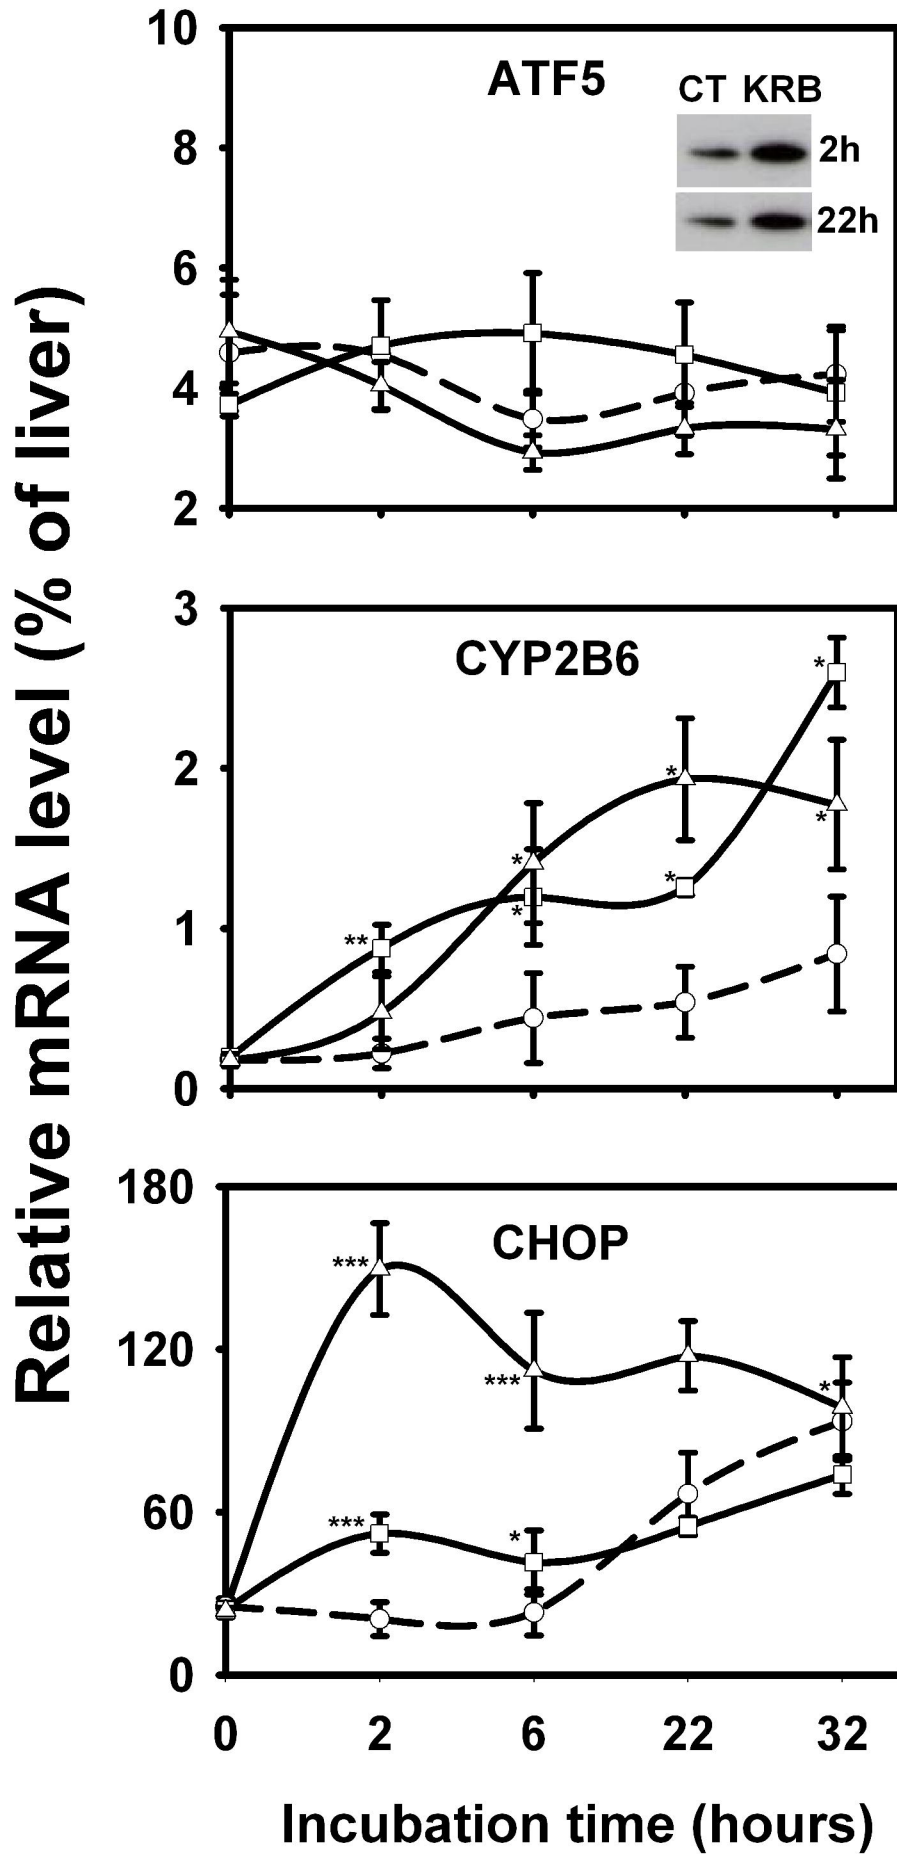 Relative mRNA level (% of liver)
10
8
6
4
2
ATF5
CT KRB
2h
22h
3
2
1
0
CYP2B6
**
*
*
*
*
*
*
180
120
60
0
CHOP
***
***
***
*
*
0 2 6 22 32
Incubation time (hours)